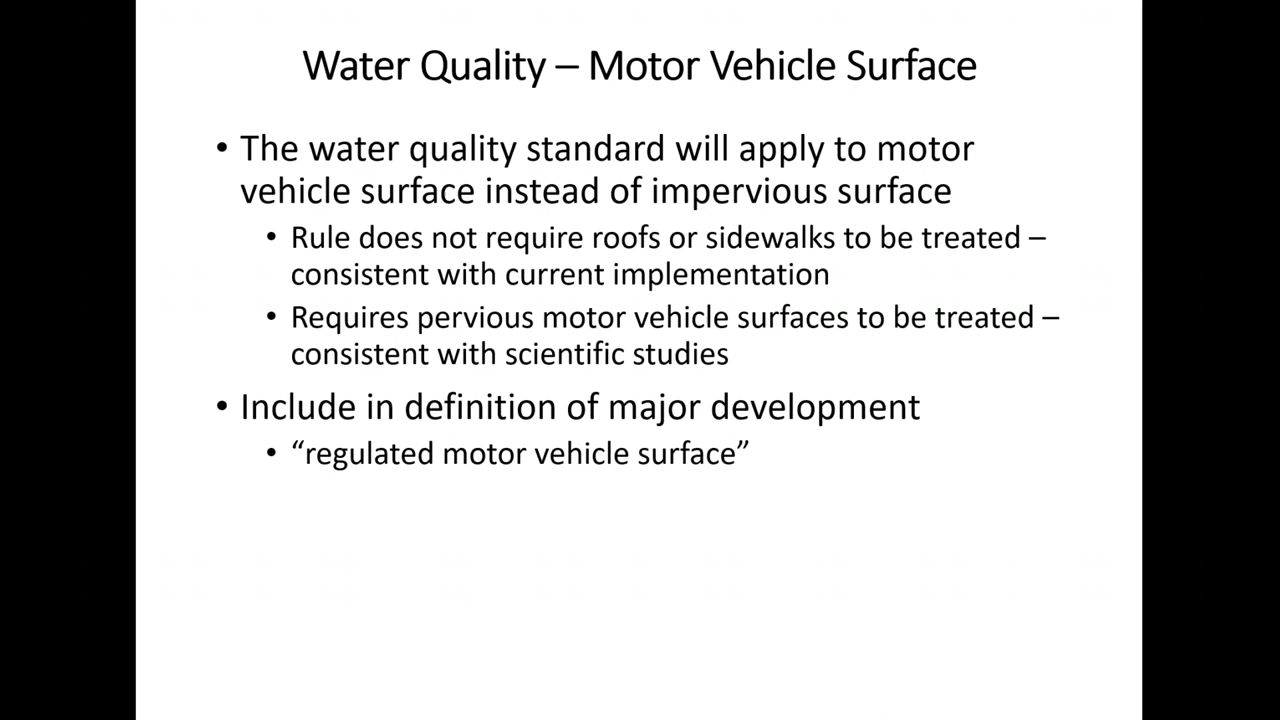 Water Quality – Motor Vehicle Surface
• The water quality standard will apply to motor
vehicle surface instead of impervious surface
• Rule does not require roofs or sidewalks to be treated –
consistent with current implementation
• Requires pervious motor vehicle surfaces to be treated –
consistent with scientific studies
• Include in definition of major development
• “regulated motor vehicle surface”